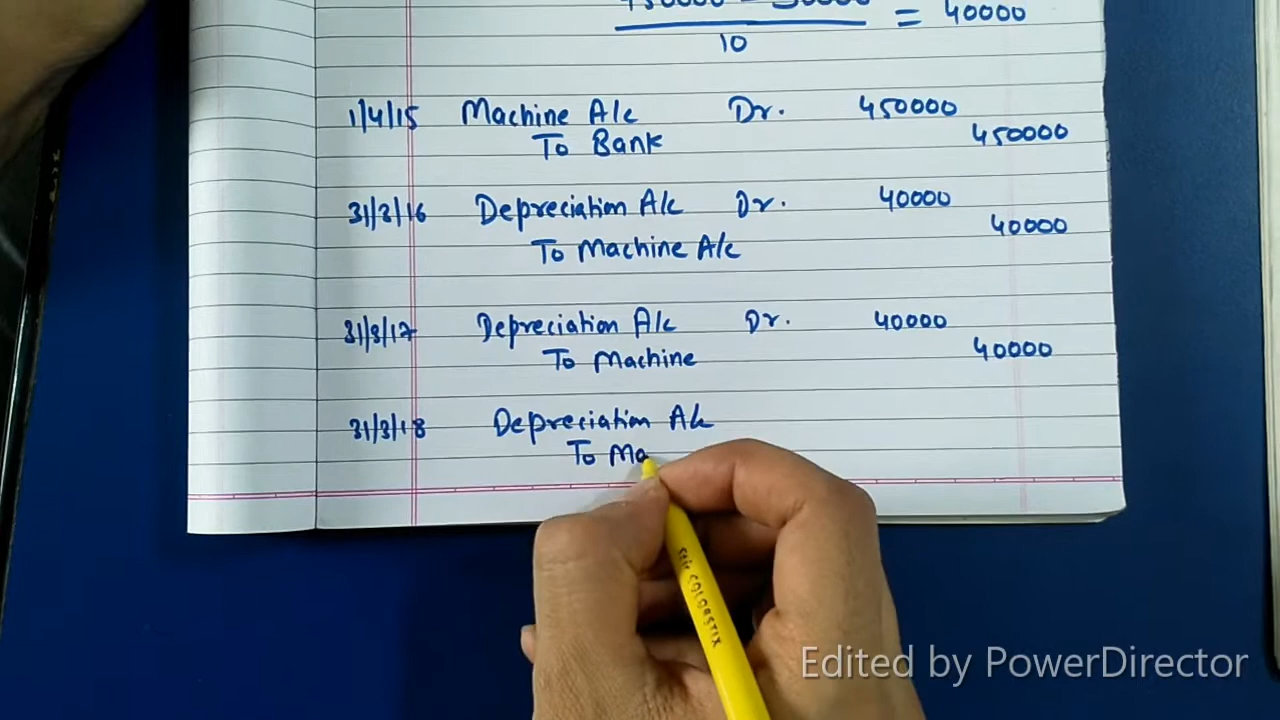 = 40000
10
1/4/15 Machine A/c Dr. 450000
To Bank 450000
31/3/16 Depreciation A/c Dr. 40000
To Machine A/c 40000
31/3/17 Depreciation A/c Dr. 40000
To Machine 40000
31/3/18 Depreciation A/c
To Ma
COLORSTIX
Edited by PowerDirector